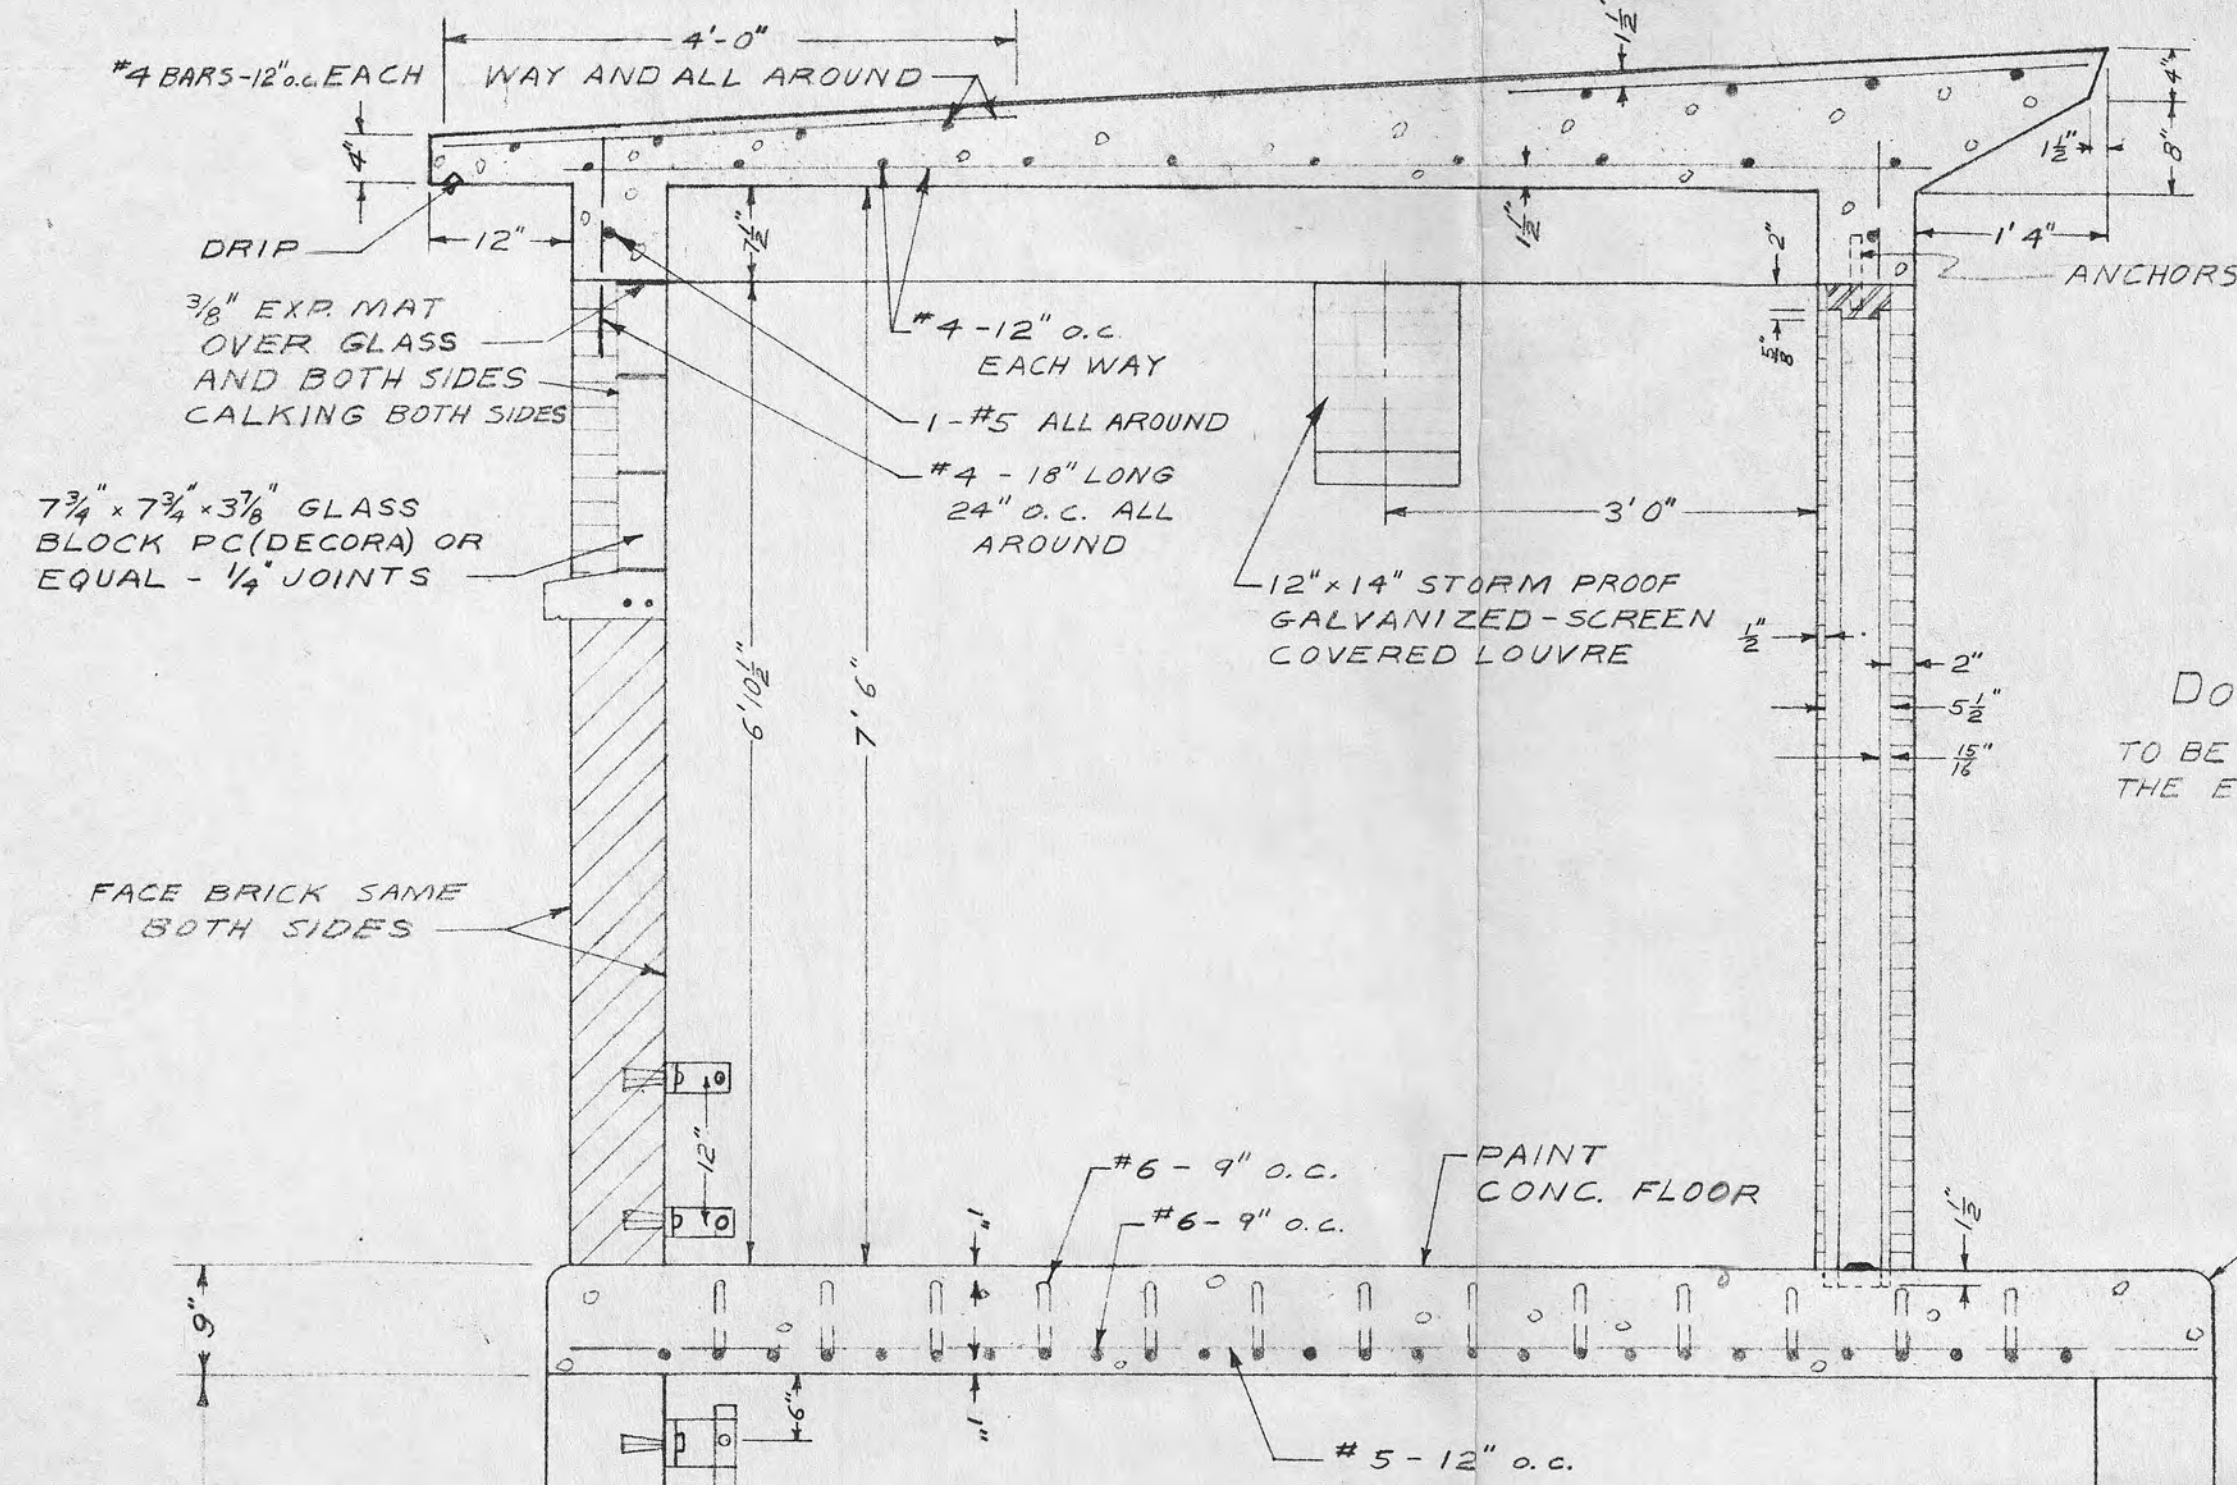 4'-0"
#4 BARS-12" o.c. EACH WAY AND ALL AROUND
1 1/2"
4"
4"
8"
1 1/2"
DRIP
12"
7 1/2"
1 1/2"
2"
1' 4"
ANCHORS
3/8" EXP. MAT
OVER GLASS
AND BOTH SIDES
CALKING BOTH SIDES
#4-12" o.c.
EACH WAY
5/8"
1-#5 ALL AROUND
#4 - 18" LONG
24" O.C. ALL
AROUND
7 3/4" x 7 3/4" x 3 7/8" GLASS
BLOCK PC (DECORA) OR
EQUAL - 1/4" JOINTS
3' 0"
12" x 14" STORM PROOF
GALVANIZED-SCREEN
COVERED LOUVRE
1/2"
2"
5 1/2"
15/16"
DO
TO BE
THE E
6' 10 1/2"
7' 6"
FACE BRICK SAME
BOTH SIDES
12"
#6 - 9" O.C.
#6 - 9" O.C.
PAINT
CONC. FLOOR
1"
1 1/2"
9"
6"
1"
#5 - 12" o.c.